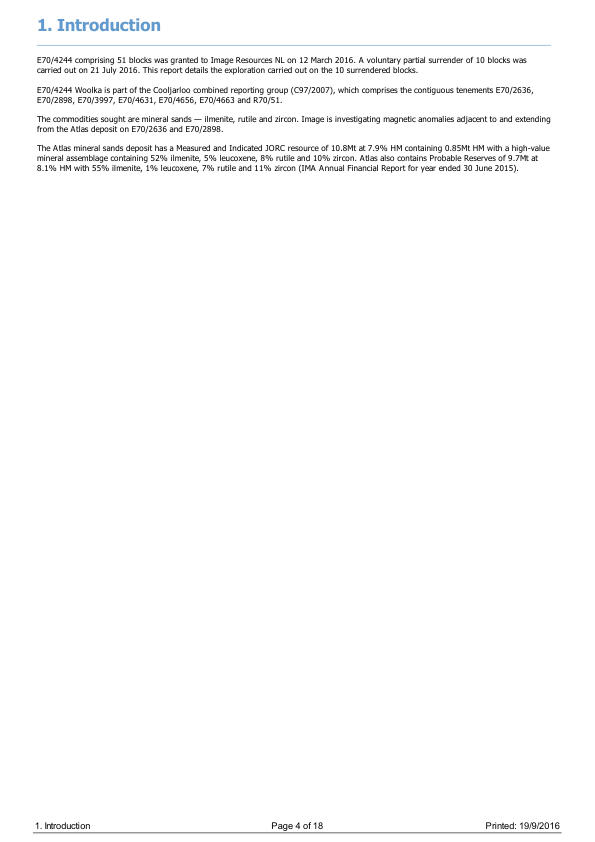 1. Introduction
E70/4244 comprising 51 blocks was granted to Image Resources NL on 12 March 2016. A voluntary partial surrender of 10 blocks was
carried out on 21 July 2016. This report details the exploration carried out on the 10 surrendered blocks.
E70/4244 Woolka is part of the Cooljarloo combined reporting group (C97/2007), which comprises the contiguous tenements E70/2636,
E70/2898, E70/3997, E70/4631, E70/4656, E70/4663 and R70/51.
The commodities sought are mineral sands — ilmenite, rutile and zircon. Image is investigating magnetic anomalies adjacent to and extending
from the Atlas deposit on E70/2636 and E70/2898.
The Atlas mineral sands deposit has a Measured and Indicated JORC resource of 10.8Mt at 7.9% HM containing 0.85Mt HM with a high-value
mineral assemblage containing 52% ilmenite, 5% leucoxene, 8% rutile and 10% zircon. Atlas also contains Probable Reserves of 9.7Mt at
8.1% HM with 55% ilmenite, 1% leucoxene, 7% rutile and 11% zircon (IMA Annual Financial Report for year ended 30 June 2015).
1. Introduction Page 4 of 18 Printed: 19/9/2016